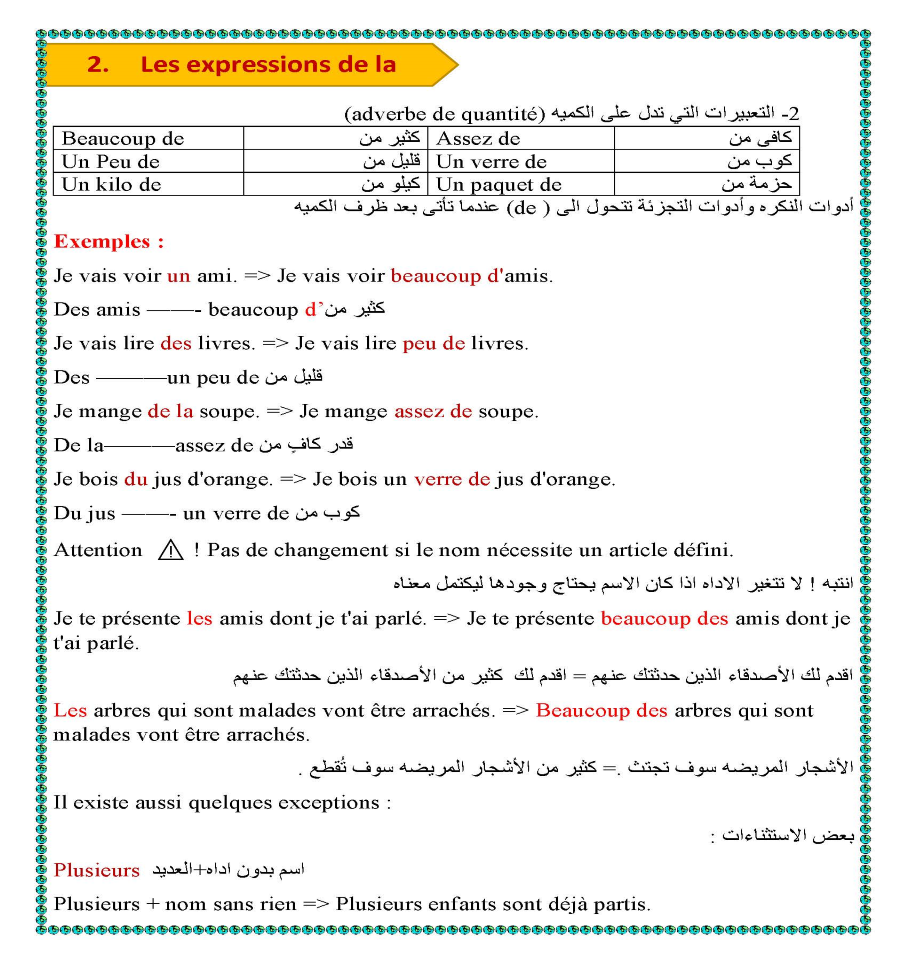 2. Les expressions de la
2- التعبيرات التي تدل على الكميه (adverbe de quantité)
Beaucoup de كثير من Assez de كافى من
Un Peu de قليل من Un verre de كوب من
Un kilo de كيلو من Un paquet de حزمة من
أدوات النكره وأدوات التجزئة تتحول الى ( de) عندما تأتى بعد ظرف الكميه
Exemples :
Je vais voir un ami. => Je vais voir beaucoup d'amis.
Des amis ——- beaucoup d’كثير من
Je vais lire des livres. => Je vais lire peu de livres.
Des ———un peu de قليل من
Je mange de la soupe. => Je mange assez de soupe.
De la———assez de قدر كافٍ من
Je bois du jus d'orange. => Je bois un verre de jus d'orange.
Du jus ——- un verre de كوب من
Attention ⚠ ! Pas de changement si le nom nécessite un article défini.
انتبه ! لا تتغير الاداه اذا كان الاسم يحتاج وجودها ليكتمل معناه
Je te présente les amis dont je t'ai parlé. => Je te présente beaucoup des amis dont je
t'ai parlé.
اقدم لك الأصدقاء الذين حدثتك عنهم = اقدم لك كثير من الأصدقاء الذين حدثتك عنهم
Les arbres qui sont malades vont être arrachés. => Beaucoup des arbres qui sont
malades vont être arrachés.
الأشجار المريضه سوف تجتث .= كثير من الأشجار المريضه سوف تُقطع .
Il existe aussi quelques exceptions :
بعض الاستثناءات :
Plusieurs اسم بدون اداه+العديد
Plusieurs + nom sans rien => Plusieurs enfants sont déjà partis.